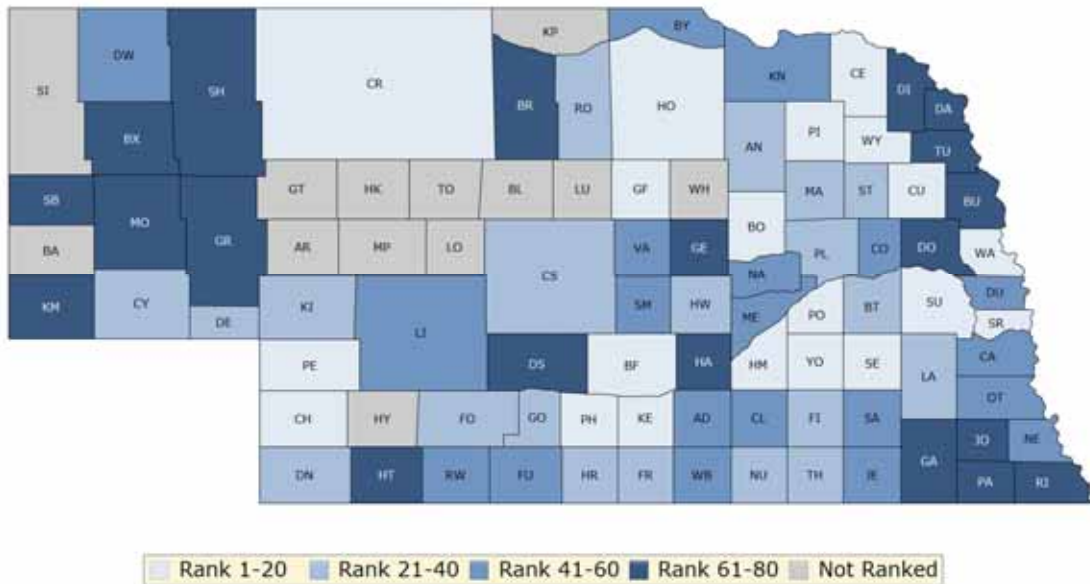 KP BY
DW KN CE
SI SH CR BR RO HO DI DA
BX AN PI WY TU
GT HK TO BL LU GF WH MA ST CU BU
SB MO GR BO
BA AR MP LO CS VA GE PL CO DO WA
NA
KM CY DE KI LI SM HW ME PO BT SU DU
SR
PE DS BF HA HM YO SE LA CA
CH HY FO GO PH KE AD CL FI SA OT
DN HT RW FU HR FR WB NU TH JE GA JO NE
PA RI
Rank 1-20 Rank 21-40 Rank 41-60 Rank 61-80 Not Ranked